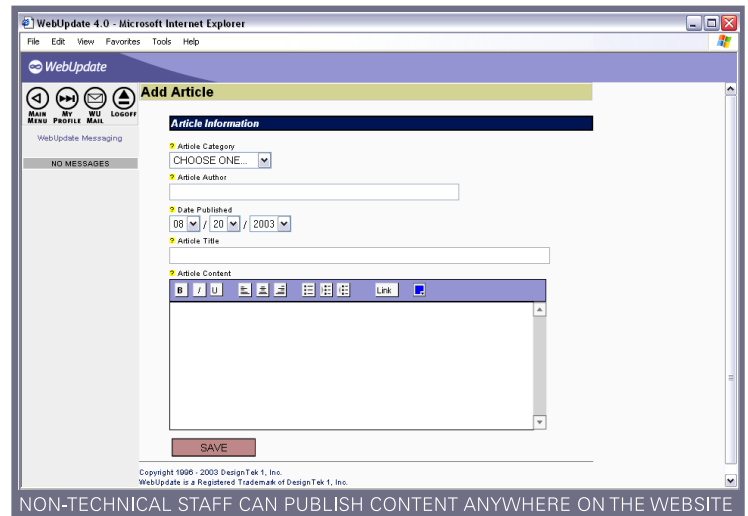 WebUpdate 4.0 - Microsoft Internet Explorer
File Edit View Favorites Tools Help
WebUpdate
MAIN MENU
MY PROFILE
WU MAIL
LOGOFF
WebUpdate Messaging
NO MESSAGES
Add Article
Article Information
? Article Category
CHOOSE ONE...
? Article Author
? Date Published
08 / 20 / 2003
? Article Title
? Article Content
B I U Link
SAVE
Copyright 1996 - 2003 DesignTek 1, Inc.
WebUpdate is a Registered Trademark of DesignTek 1, Inc.
NON-TECHNICAL STAFF CAN PUBLISH CONTENT ANYWHERE ON THE WEBSITE